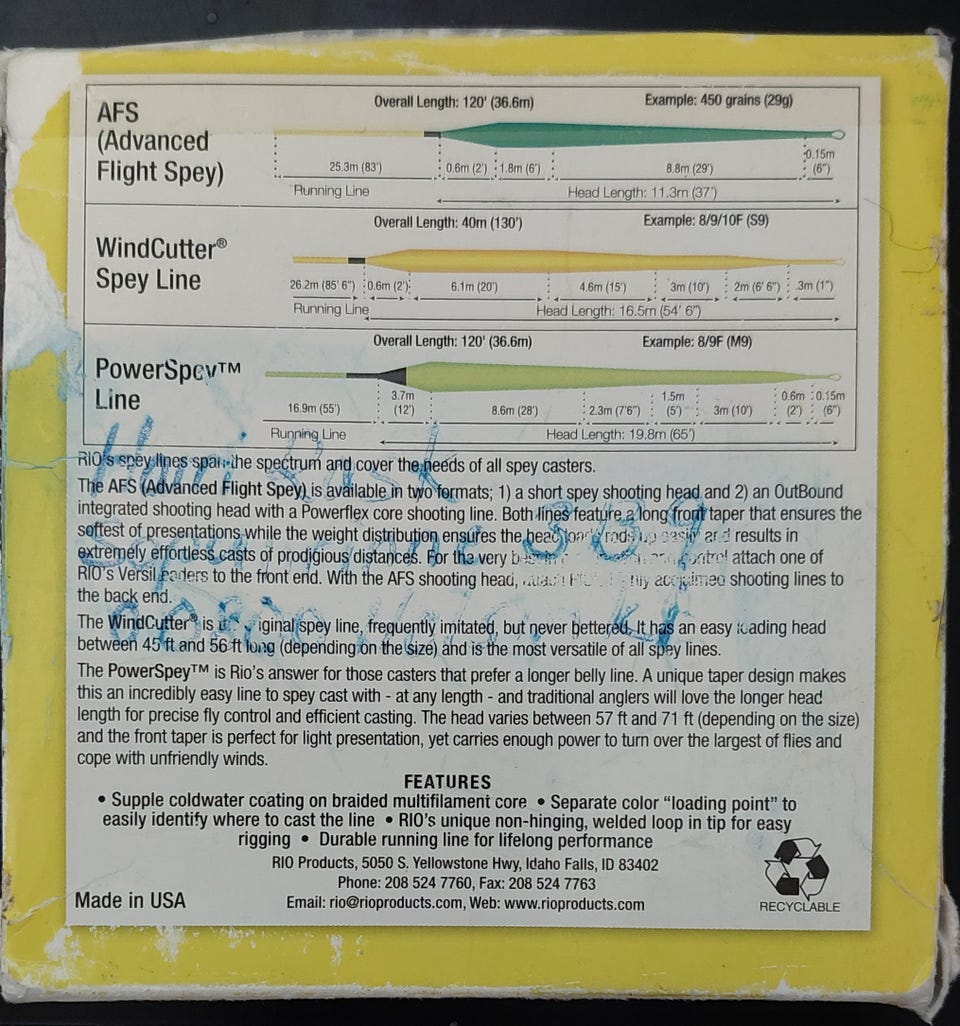 AFS
(Advanced
Flight Spey)
Overall Length: 120' (36.6m)
Example: 450 grains (29g)
25.3m (83')
0.6m (2')
1.8m (6')
8.8m (29')
0.15m
(6")
Running Line
Head Length: 11.3m (37')
WindCutter®
Spey Line
Overall Length: 40m (130')
Example: 8/9/10F (S9)
26.2m (85' 6")
0.6m (2')
6.1m (20')
4.6m (15')
3m (10')
2m (6' 6")
.3m (1")
Running Line
Head Length: 16.5m (54' 6")
PowerSpey™
Line
Overall Length: 120' (36.6m)
Example: 8/9F (M9)
16.9m (55')
3.7m
(12')
8.6m (28')
2.3m (7'6")
1.5m
(5')
3m (10')
0.6m
(2')
0.15m
(6")
Running Line
Head Length: 19.8m (65')
RIO's spey lines span the spectrum and cover the needs of all spey casters.
The AFS (Advanced Flight Spey) is available in two formats; 1) a short spey shooting head and 2) an OutBound
integrated shooting head with a Powerflex core shooting line. Both lines feature a long front taper that ensures the
softest of presentations while the weight distribution ensures the head rods easily and results in
extremely effortless casts of prodigious distances. For the very attach one of
RIO's VersiLeaders to the front end. With the AFS shooting head, acclaimed shooting lines to
the back end.
The WindCutter® is original spey line, frequently imitated, but never bettered. It has an easy loading head
between 45 ft and 56 ft long (depending on the size) and is the most versatile of all spey lines.
The PowerSpey™ is Rio's answer for those casters that prefer a longer belly line. A unique taper design makes
this an incredibly easy line to spey cast with - at any length - and traditional anglers will love the longer head
length for precise fly control and efficient casting. The head varies between 57 ft and 71 ft (depending on the size)
and the front taper is perfect for light presentation, yet carries enough power to turn over the largest of flies and
cope with unfriendly winds.
FEATURES
• Supple coldwater coating on braided multifilament core • Separate color "loading point" to
easily identify where to cast the line • RIO's unique non-hinging, welded loop in tip for easy
rigging • Durable running line for lifelong performance
RIO Products, 5050 S. Yellowstone Hwy, Idaho Falls, ID 83402
Phone: 208 524 7760, Fax: 208 524 7763
Made in USA
Email: rio@rioproducts.com, Web: www.rioproducts.com
RECYCLABLE